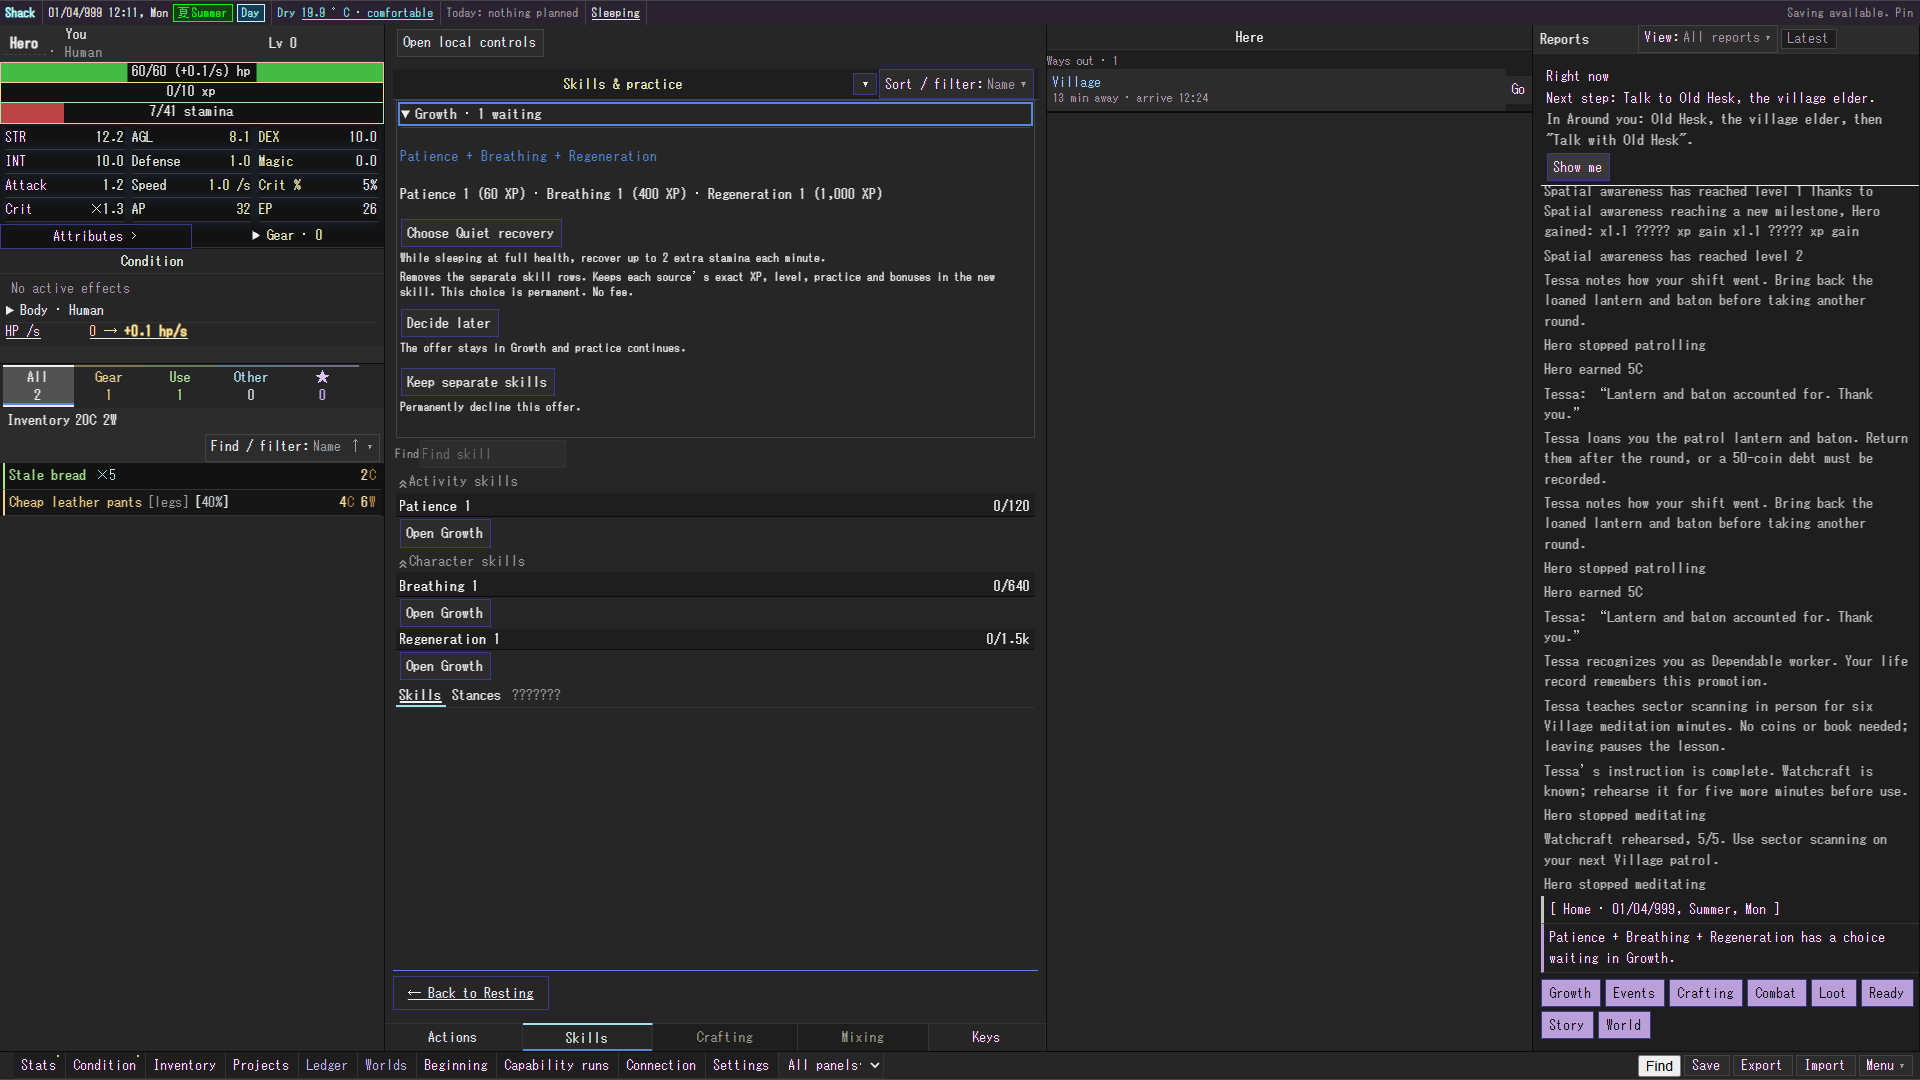 Shack 01/04/999 12:11, Mon 夏Summer Day Dry 19.9°C · comfortable Today: nothing planned Sleeping Saving available. Pin
Hero · You Human Lv 0
60/60 (+0.1/s) hp
0/10 xp
7/41 stamina
STR 12.2 AGL 8.1 DEX 10.0
INT 10.0 Defense 1.0 Magic 0.0
Attack 1.2 Speed 1.0 /s Crit % 5%
Crit ×1.3 AP 32 EP 26
Attributes > ▶ Gear · 0
Condition
No active effects
▶ Body · Human
HP /s 0 → +0.1 hp/s
All Gear Use Other ★
2 1 1 0 0
Inventory 20C 2W
Find / filter: Name ↑ ▾
Stale bread ×5 2C
Cheap leather pants [legs] [40%] 4C 6W
Open local controls
Skills & practice ▾ Sort / filter: Name ▾
▼ Growth · 1 waiting
Patience + Breathing + Regeneration
Patience 1 (60 XP) · Breathing 1 (400 XP) · Regeneration 1 (1,000 XP)
Choose Quiet recovery
While sleeping at full health, recover up to 2 extra stamina each minute.
Removes the separate skill rows. Keeps each source's exact XP, level, practice and bonuses in the new
skill. This choice is permanent. No fee.
Decide later
The offer stays in Growth and practice continues.
Keep separate skills
Permanently decline this offer.
Find Find skill
Activity skills
Patience 1 0/120
Open Growth
Character skills
Breathing 1 0/640
Open Growth
Regeneration 1 0/1.5k
Open Growth
Skills Stances ???????
← Back to Resting
Actions Skills Crafting Mixing Keys
Here
Ways out · 1
Village
13 min away · arrive 12:24
Go
Reports View: All reports ▾ Latest
Right now
Next step: Talk to Old Hesk, the village elder.
In Around you: Old Hesk, the village elder, then
"Talk with Old Hesk".
Show me
Spatial awareness has reached level 1 Thanks to
Spatial awareness reaching a new milestone, Hero
gained: x1.1 ????? xp gain x1.1 ????? xp gain
Spatial awareness has reached level 2
Tessa notes how your shift went. Bring back the
loaned lantern and baton before taking another
round.
Hero stopped patrolling
Hero earned 5C
Tessa: “Lantern and baton accounted for. Thank
you.”
Tessa loans you the patrol lantern and baton. Return
them after the round, or a 50-coin debt must be
recorded.
Tessa notes how your shift went. Bring back the
loaned lantern and baton before taking another
round.
Hero stopped patrolling
Hero earned 5C
Tessa: “Lantern and baton accounted for. Thank
you.”
Tessa recognizes you as Dependable worker. Your life
record remembers this promotion.
Tessa teaches sector scanning in person for six
Village meditation minutes. No coins or book needed;
leaving pauses the lesson.
Tessa's instruction is complete. Watchcraft is
known; rehearse it for five more minutes before use.
Hero stopped meditating
Watchcraft rehearsed, 5/5. Use sector scanning on
your next Village patrol.
Hero stopped meditating
[ Home · 01/04/999, Summer, Mon ]
Patience + Breathing + Regeneration has a choice
waiting in Growth.
Growth Events Crafting Combat Loot Ready
Story World
Stats Condition Inventory Projects Ledger Worlds Beginning Capability runs Connection Settings All panels· Find Save Export Import Menu ▾